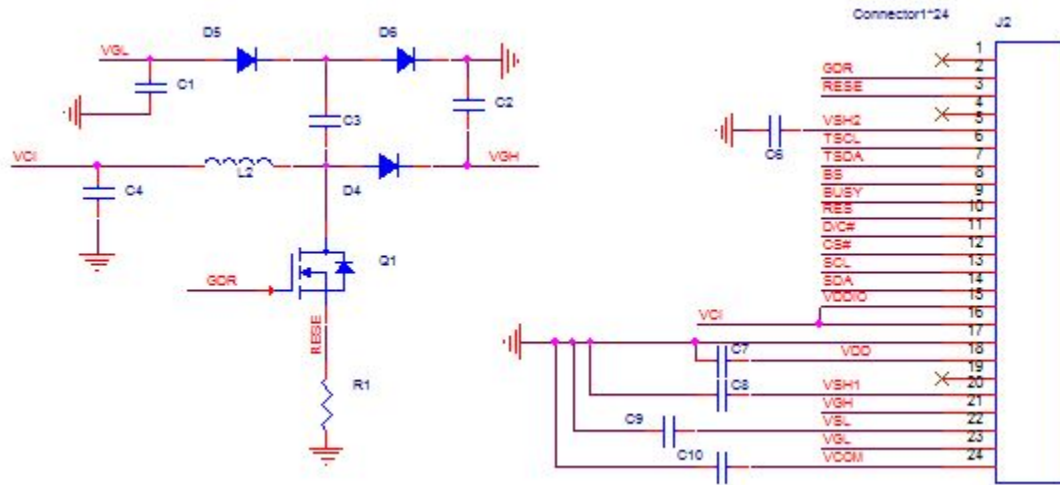 Connector1*24
J2
D5
D6
VGL
C1
C2
C3
VCI
L2
D4
VGH
C4
Q1
GDR
RESE
R1
1
GDR
2
RESE
3
4
5
VSH2
C6
6
TSCL
7
TSDA
8
BS
9
BUSY
10
RES
11
D/C#
12
CS#
13
SCL
14
SDA
15
VDDIO
16
VCI
17
18
C7
VDD
19
20
C8
VSH1
21
VGH
22
C9
VSL
23
VGL
24
C10
VCOM